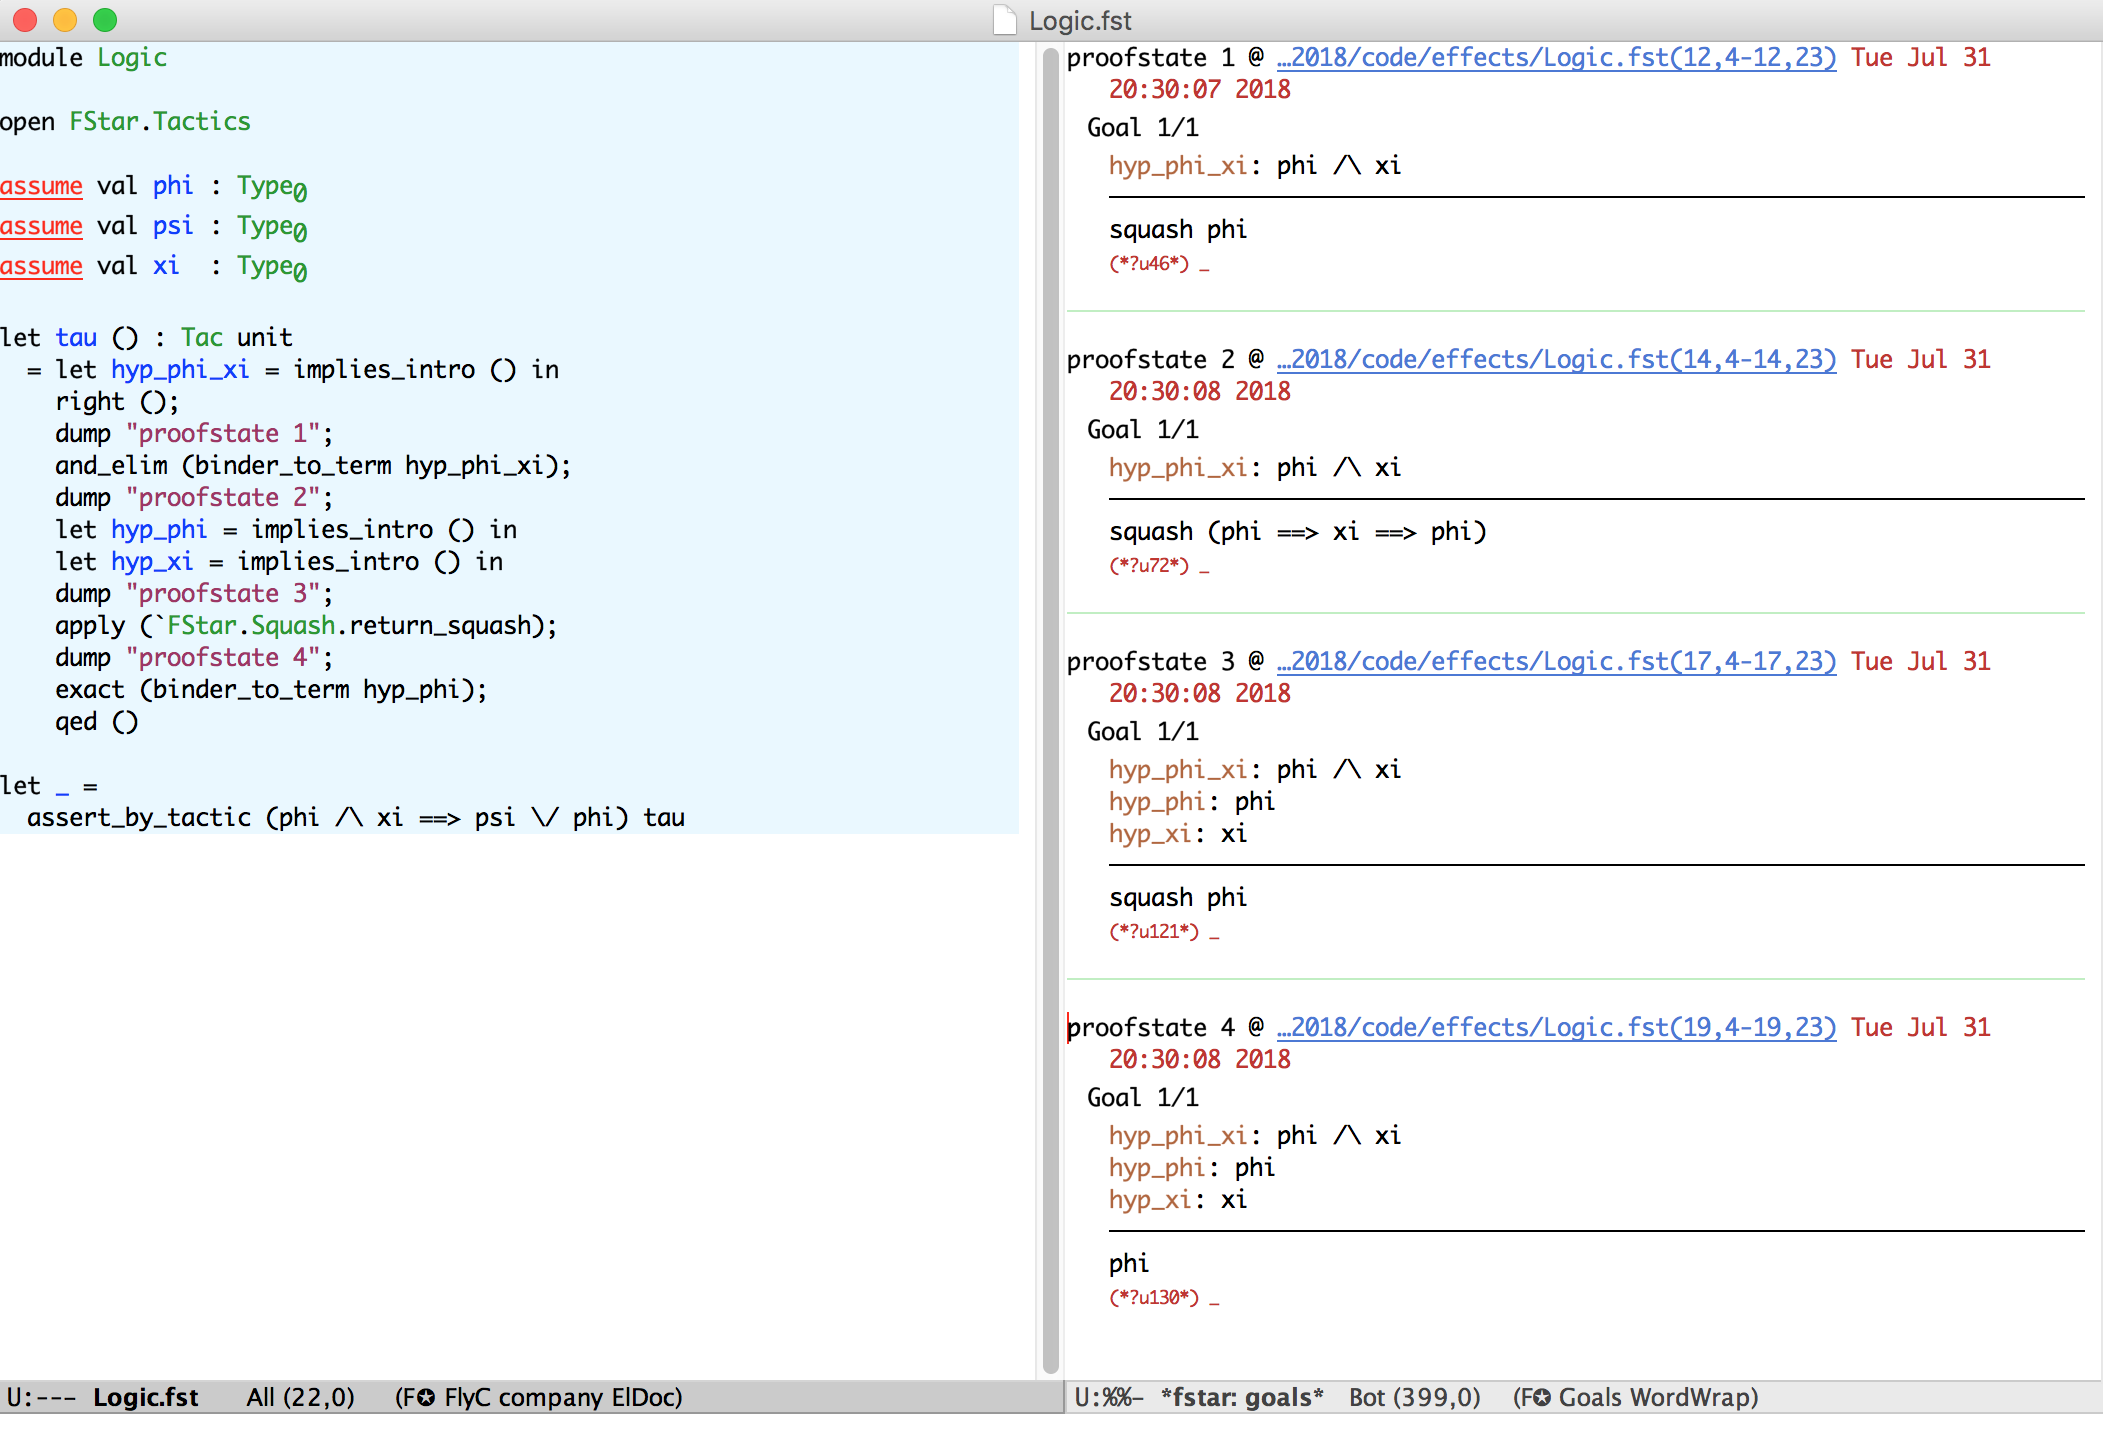 Logic.fst
module Logic
open FStar.Tactics
assume val phi : Type₀
assume val psi : Type₀
assume val xi  : Type₀
let tau () : Tac unit
  = let hyp_phi_xi = implies_intro () in
    right ();
    dump "proofstate 1";
    and_elim (binder_to_term hyp_phi_xi);
    dump "proofstate 2";
    let hyp_phi = implies_intro () in
    let hyp_xi = implies_intro () in
    dump "proofstate 3";
    apply (`FStar.Squash.return_squash);
    dump "proofstate 4";
    exact (binder_to_term hyp_phi);
    qed ()
let _ =
  assert_by_tactic (phi /\ xi ==> psi \/ phi) tau
U:--- Logic.fst All (22,0) (F✪ FlyC company ElDoc)
proofstate 1 @ …2018/code/effects/Logic.fst(12,4-12,23) Tue Jul 31
20:30:07 2018
Goal 1/1
hyp_phi_xi: phi /\ xi
squash phi
(*?u46*) _
proofstate 2 @ …2018/code/effects/Logic.fst(14,4-14,23) Tue Jul 31
20:30:08 2018
Goal 1/1
hyp_phi_xi: phi /\ xi
squash (phi ==> xi ==> phi)
(*?u72*) _
proofstate 3 @ …2018/code/effects/Logic.fst(17,4-17,23) Tue Jul 31
20:30:08 2018
Goal 1/1
hyp_phi_xi: phi /\ xi
hyp_phi: phi
hyp_xi: xi
squash phi
(*?u121*) _
proofstate 4 @ …2018/code/effects/Logic.fst(19,4-19,23) Tue Jul 31
20:30:08 2018
Goal 1/1
hyp_phi_xi: phi /\ xi
hyp_phi: phi
hyp_xi: xi
phi
(*?u130*) _
U:%%- *fstar: goals* Bot (399,0) (F✪ Goals WordWrap)